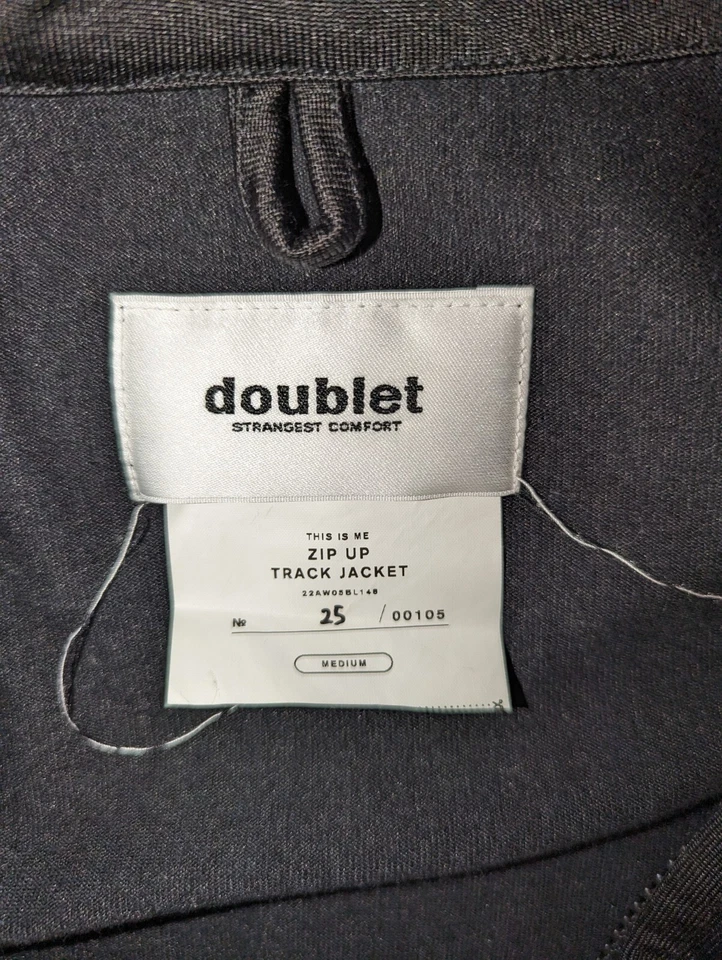 doublet
STRANGEST COMFORT
THIS IS ME
ZIP UP
TRACK JACKET
22AW05BL148
№ 25 / 00105
MEDIUM